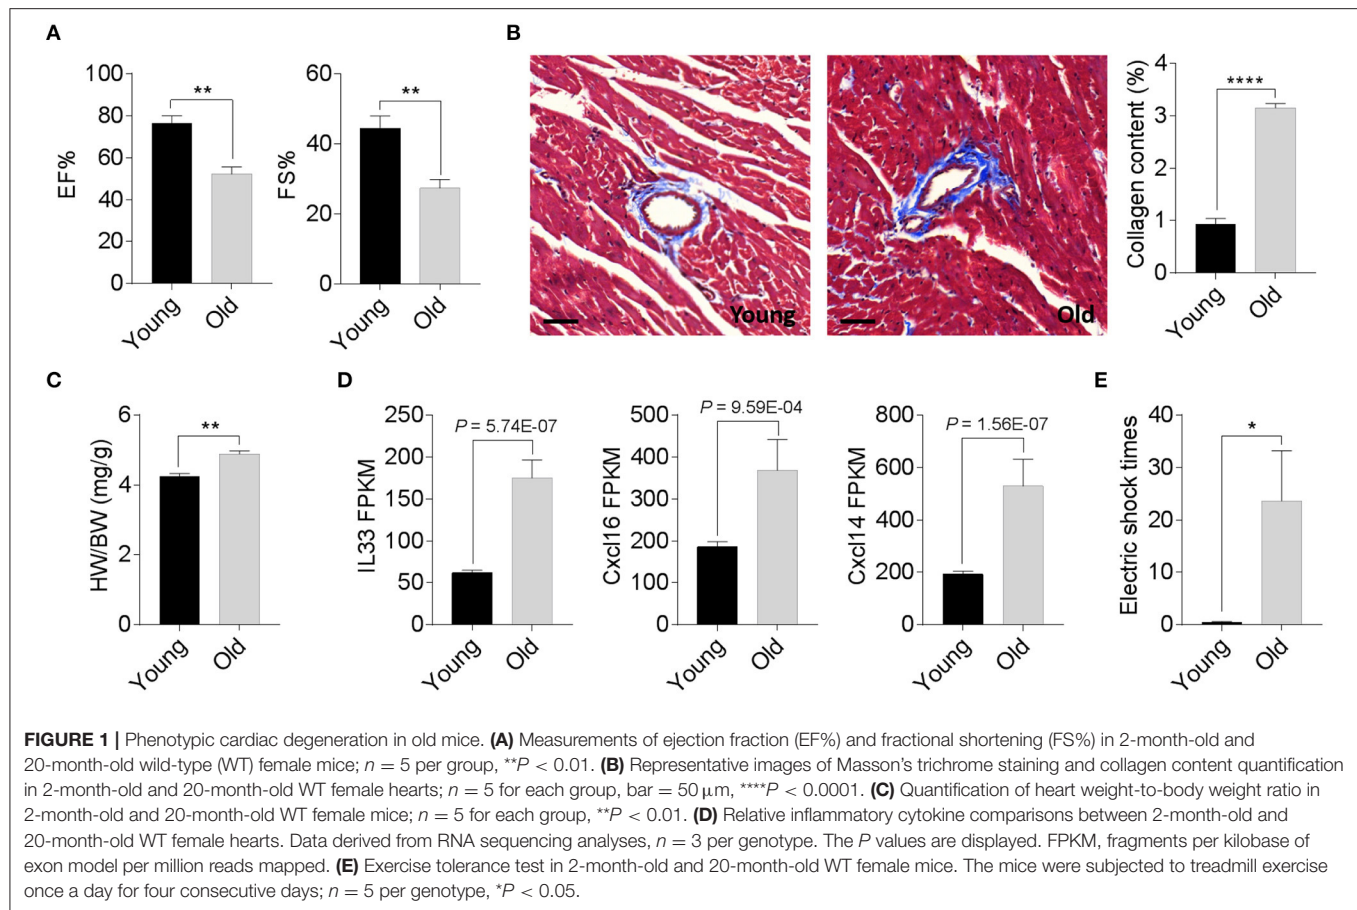 A
100
80
60
40
20
0
EF%
**
Young
Old
60
40
20
0
FS%
**
Young
Old
B
Young
Old
4
3
2
1
0
Collagen content (%)
****
Young
Old
C
6
4
2
0
HW/BW (mg/g)
**
Young
Old
D
250
200
150
100
50
0
IL33 FPKM
P = 5.74E-07
Young
Old
500
400
300
200
100
0
Cxcl16 FPKM
P = 9.59E-04
Young
Old
800
600
400
200
0
Cxcl14 FPKM
P = 1.56E-07
Young
Old
E
40
30
20
10
0
Electric shock times
*
Young
Old
FIGURE 1 | Phenotypic cardiac degeneration in old mice. (A) Measurements of ejection fraction (EF%) and fractional shortening (FS%) in 2-month-old and
20-month-old wild-type (WT) female mice; n = 5 per group, **P < 0.01. (B) Representative images of Masson's trichrome staining and collagen content quantification
in 2-month-old and 20-month-old WT female hearts; n = 5 for each group, bar = 50 μm, ****P < 0.0001. (C) Quantification of heart weight-to-body weight ratio in
2-month-old and 20-month-old WT female mice; n = 5 for each group, **P < 0.01. (D) Relative inflammatory cytokine comparisons between 2-month-old and
20-month-old WT female hearts. Data derived from RNA sequencing analyses, n = 3 per genotype. The P values are displayed. FPKM, fragments per kilobase of
exon model per million reads mapped. (E) Exercise tolerance test in 2-month-old and 20-month-old WT female mice. The mice were subjected to treadmill exercise
once a day for four consecutive days; n = 5 per genotype, *P < 0.05.